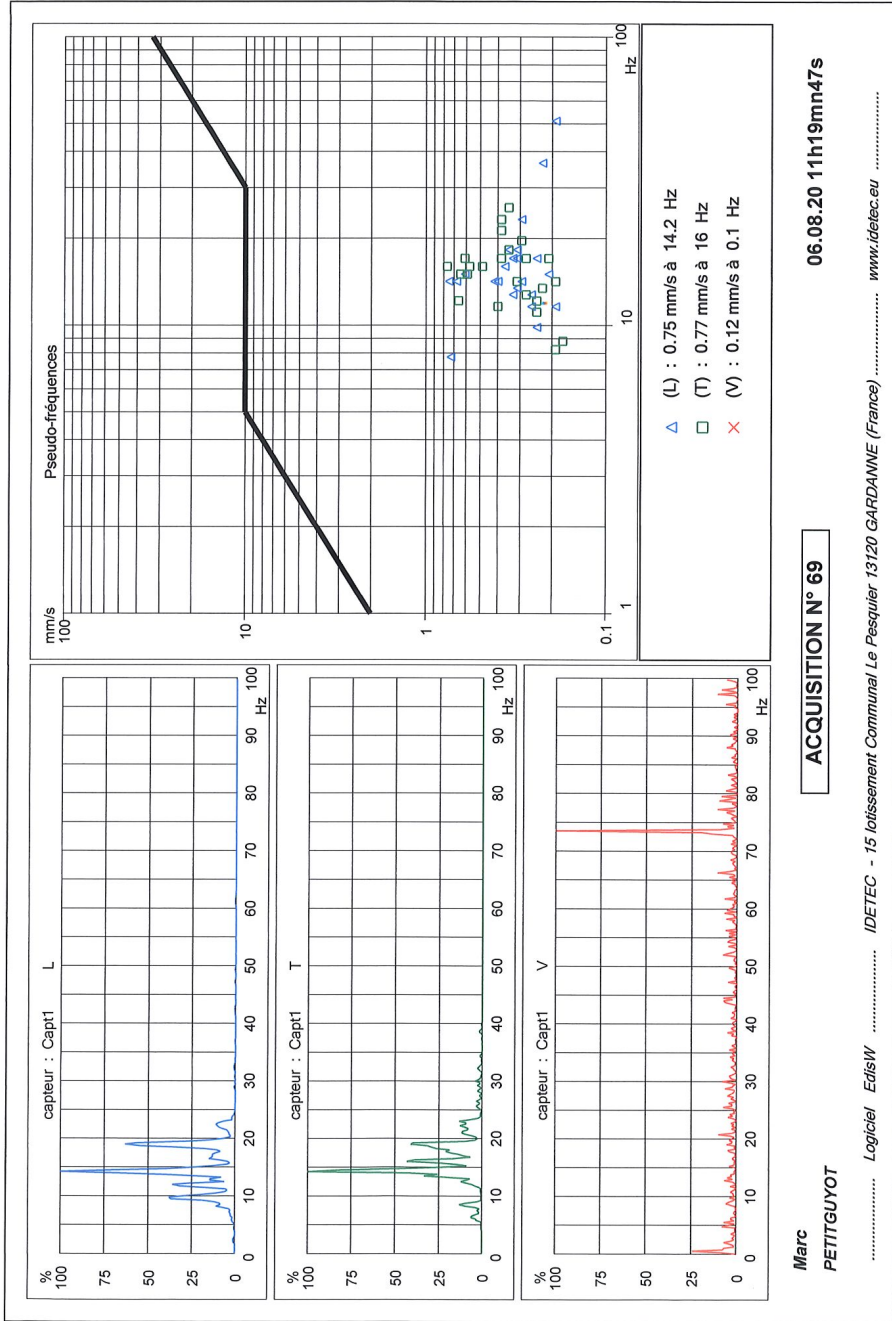 capteur : Capt1 L
%
100
75
50
25
0
0 10 20 30 40 50 60 70 80 90 100
Hz
capteur : Capt1 T
%
100
75
50
25
0
0 10 20 30 40 50 60 70 80 90 100
Hz
capteur : Capt1 V
%
100
75
50
25
0
0 10 20 30 40 50 60 70 80 90 100
Hz
mm/s Pseudo-fréquences
100
10
1
0.1
1 10 100
Hz
(L) : 0.75 mm/s à 14.2 Hz
(T) : 0.77 mm/s à 16 Hz
(V) : 0.12 mm/s à 0.1 Hz
Marc
PETITGUYOT
ACQUISITION N° 69
06.08.20 11h19mn47s
.................... Logiciel EdisW .................... IDETEC - 15 lotissement Communal Le Pesquier 13120 GARDANNE (France) .................... www.idetec.eu ....................